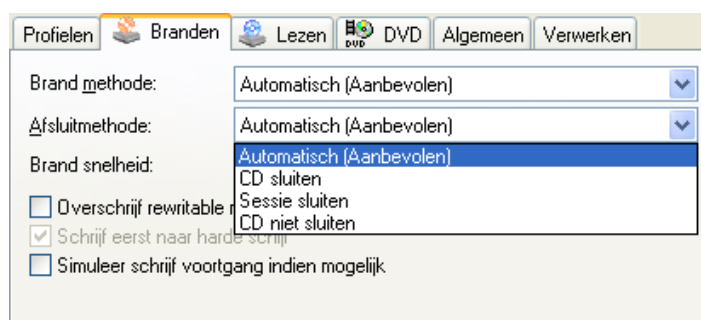 Profielen Branden Lezen DVD DVD Algemeen Verwerken
Brand methode: Automatisch (Aanbevolen)
Afsluitmethode: Automatisch (Aanbevolen)
Brand snelheid: Automatisch (Aanbevolen)
CD sluiten
Sessie sluiten
Overschrijf rewritable
CD niet sluiten
Schrijf eerst naar harde schijf
Simuleer schrijf voortgang indien mogelijk